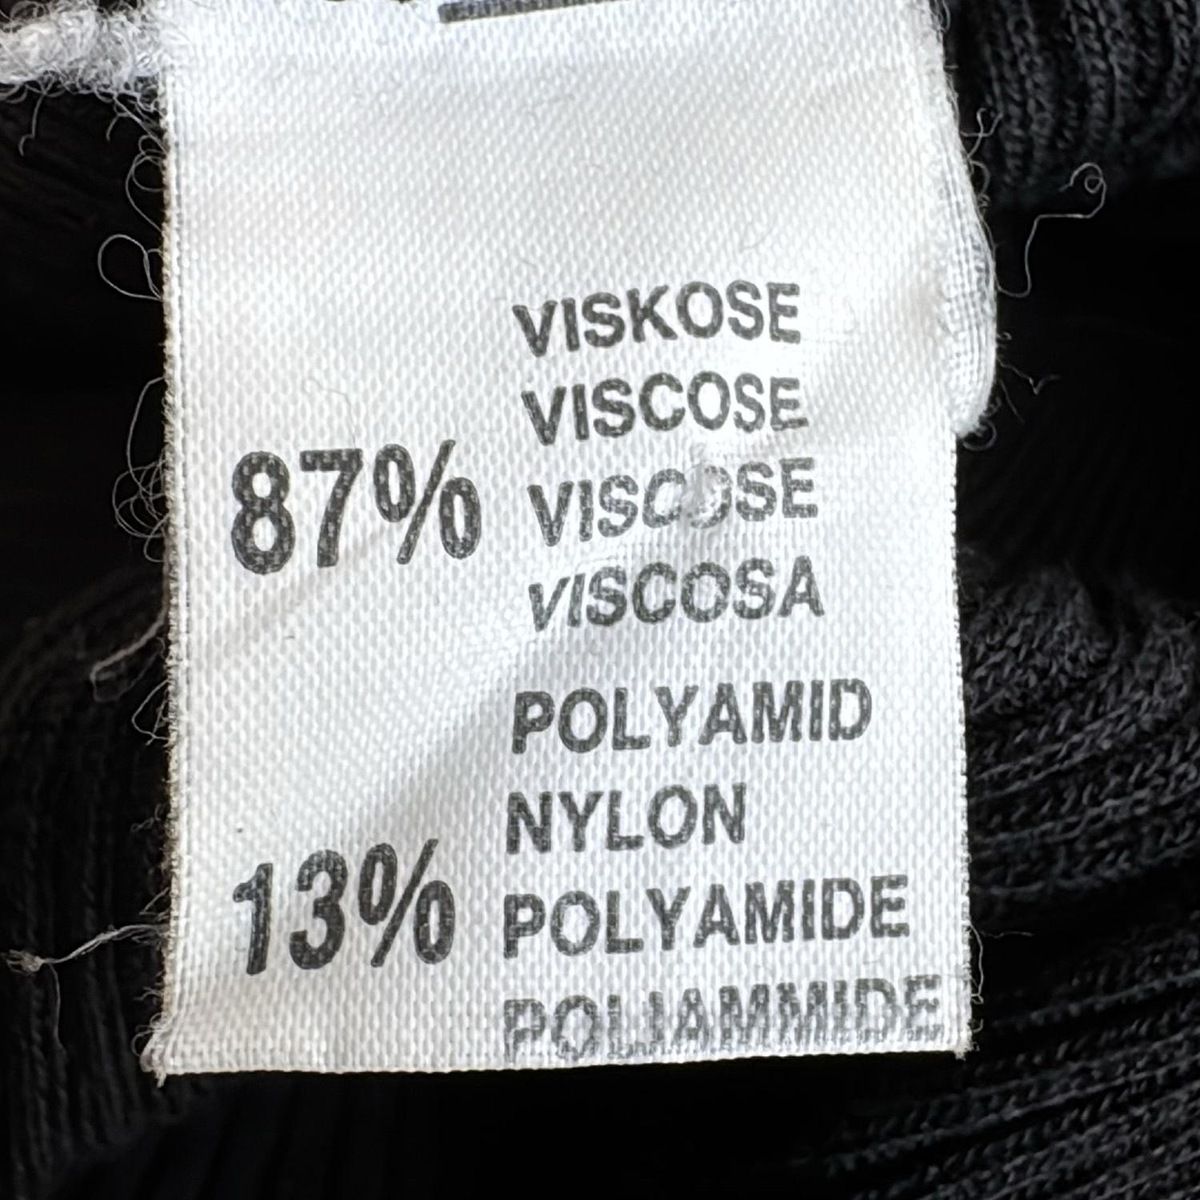 VISKOSE
VISCOSE
87% VISCOSE
VISCOSA
POLYAMID
NYLON
13% POLYAMIDE
POLIAMMIDE